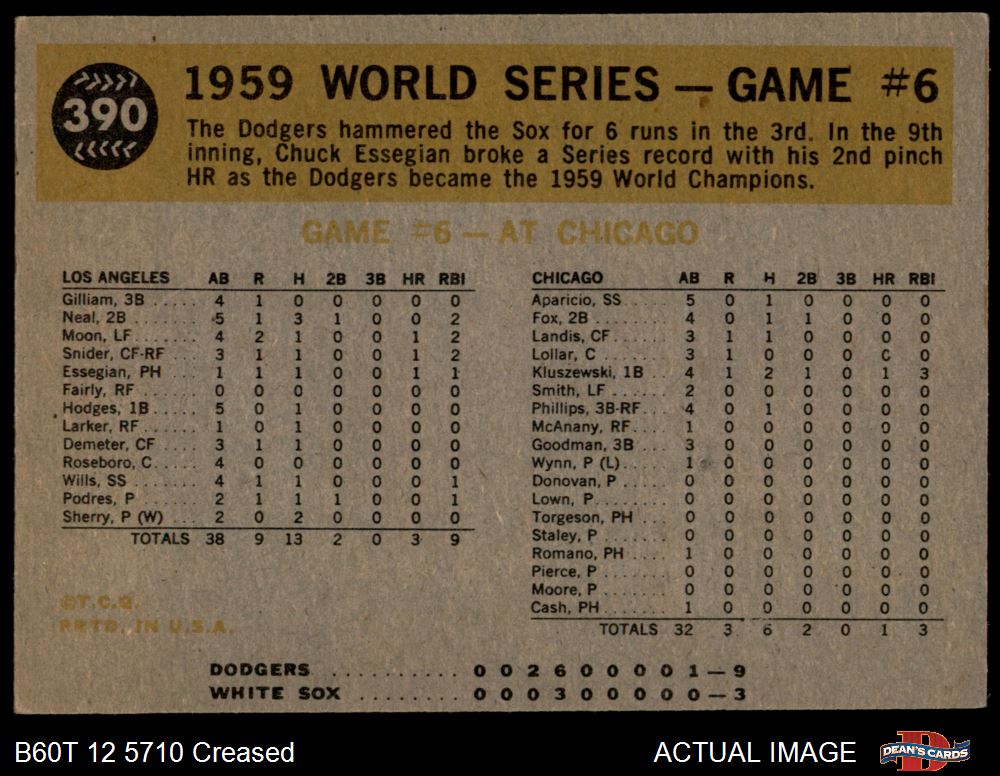 390
1959 WORLD SERIES — GAME #6
The Dodgers hammered the Sox for 6 runs in the 3rd. In the 9th
inning, Chuck Essegian broke a Series record with his 2nd pinch
HR as the Dodgers became the 1959 World Champions.
GAME #6 — AT CHICAGO
LOS ANGELES AB R H 2B 3B HR RBI
Gilliam, 3B ..... 4 1 0 0 0 0 0
Neal, 2B ........ 5 1 3 1 0 0 2
Moon, LF ....... 4 2 1 0 0 1 2
Snider, CF-RF ... 3 1 1 0 0 1 2
Essegian, PH .... 1 1 1 0 0 1 1
Fairly, RF ....... 0 0 0 0 0 0 0
Hodges, 1B ...... 5 0 1 0 0 0 0
Larker, RF ....... 1 0 1 0 0 0 0
Demeter, CF .... 3 1 1 0 0 0 0
Roseboro, C ..... 4 0 0 0 0 0 0
Wills, SS ........ 4 1 1 0 0 0 1
Podres, P ....... 2 1 1 1 0 0 1
Sherry, P (W) ... 2 0 2 0 0 0 0
TOTALS 38 9 13 2 0 3 9
CHICAGO AB R H 2B 3B HR RBI
Aparicio, SS ..... 5 0 1 0 0 0 0
Fox, 2B ......... 4 0 1 1 0 0 0
Landis, CF ...... 3 1 1 0 0 0 0
Lollar, C ........ 3 1 0 0 0 0 0
Kluszewski, 1B .. 4 1 2 1 0 1 3
Smith, LF ....... 2 0 0 0 0 0 0
Phillips, 3B-RF ... 4 0 1 0 0 0 0
McAnany, RF .... 1 0 0 0 0 0 0
Goodman, 3B .... 3 0 0 0 0 0 0
Wynn, P (L) ..... 1 0 0 0 0 0 0
Donovan, P ...... 0 0 0 0 0 0 0
Lown, P ......... 0 0 0 0 0 0 0
Torgeson, PH .... 0 0 0 0 0 0 0
Staley, P ........ 0 0 0 0 0 0 0
Romano, PH .... 1 0 0 0 0 0 0
Pierce, P ........ 0 0 0 0 0 0 0
Moore, P ........ 0 0 0 0 0 0 0
Cash, PH ........ 1 0 0 0 0 0 0
TOTALS 32 3 6 2 0 1 3
©T.C.G.
PRTD. IN U.S.A.
DODGERS .......... 0 0 2 6 0 0 0 0 1 — 9
WHITE SOX ........ 0 0 0 3 0 0 0 0 0 — 3
B60T 12 5710 Creased
ACTUAL IMAGE
DEAN'S CARDS